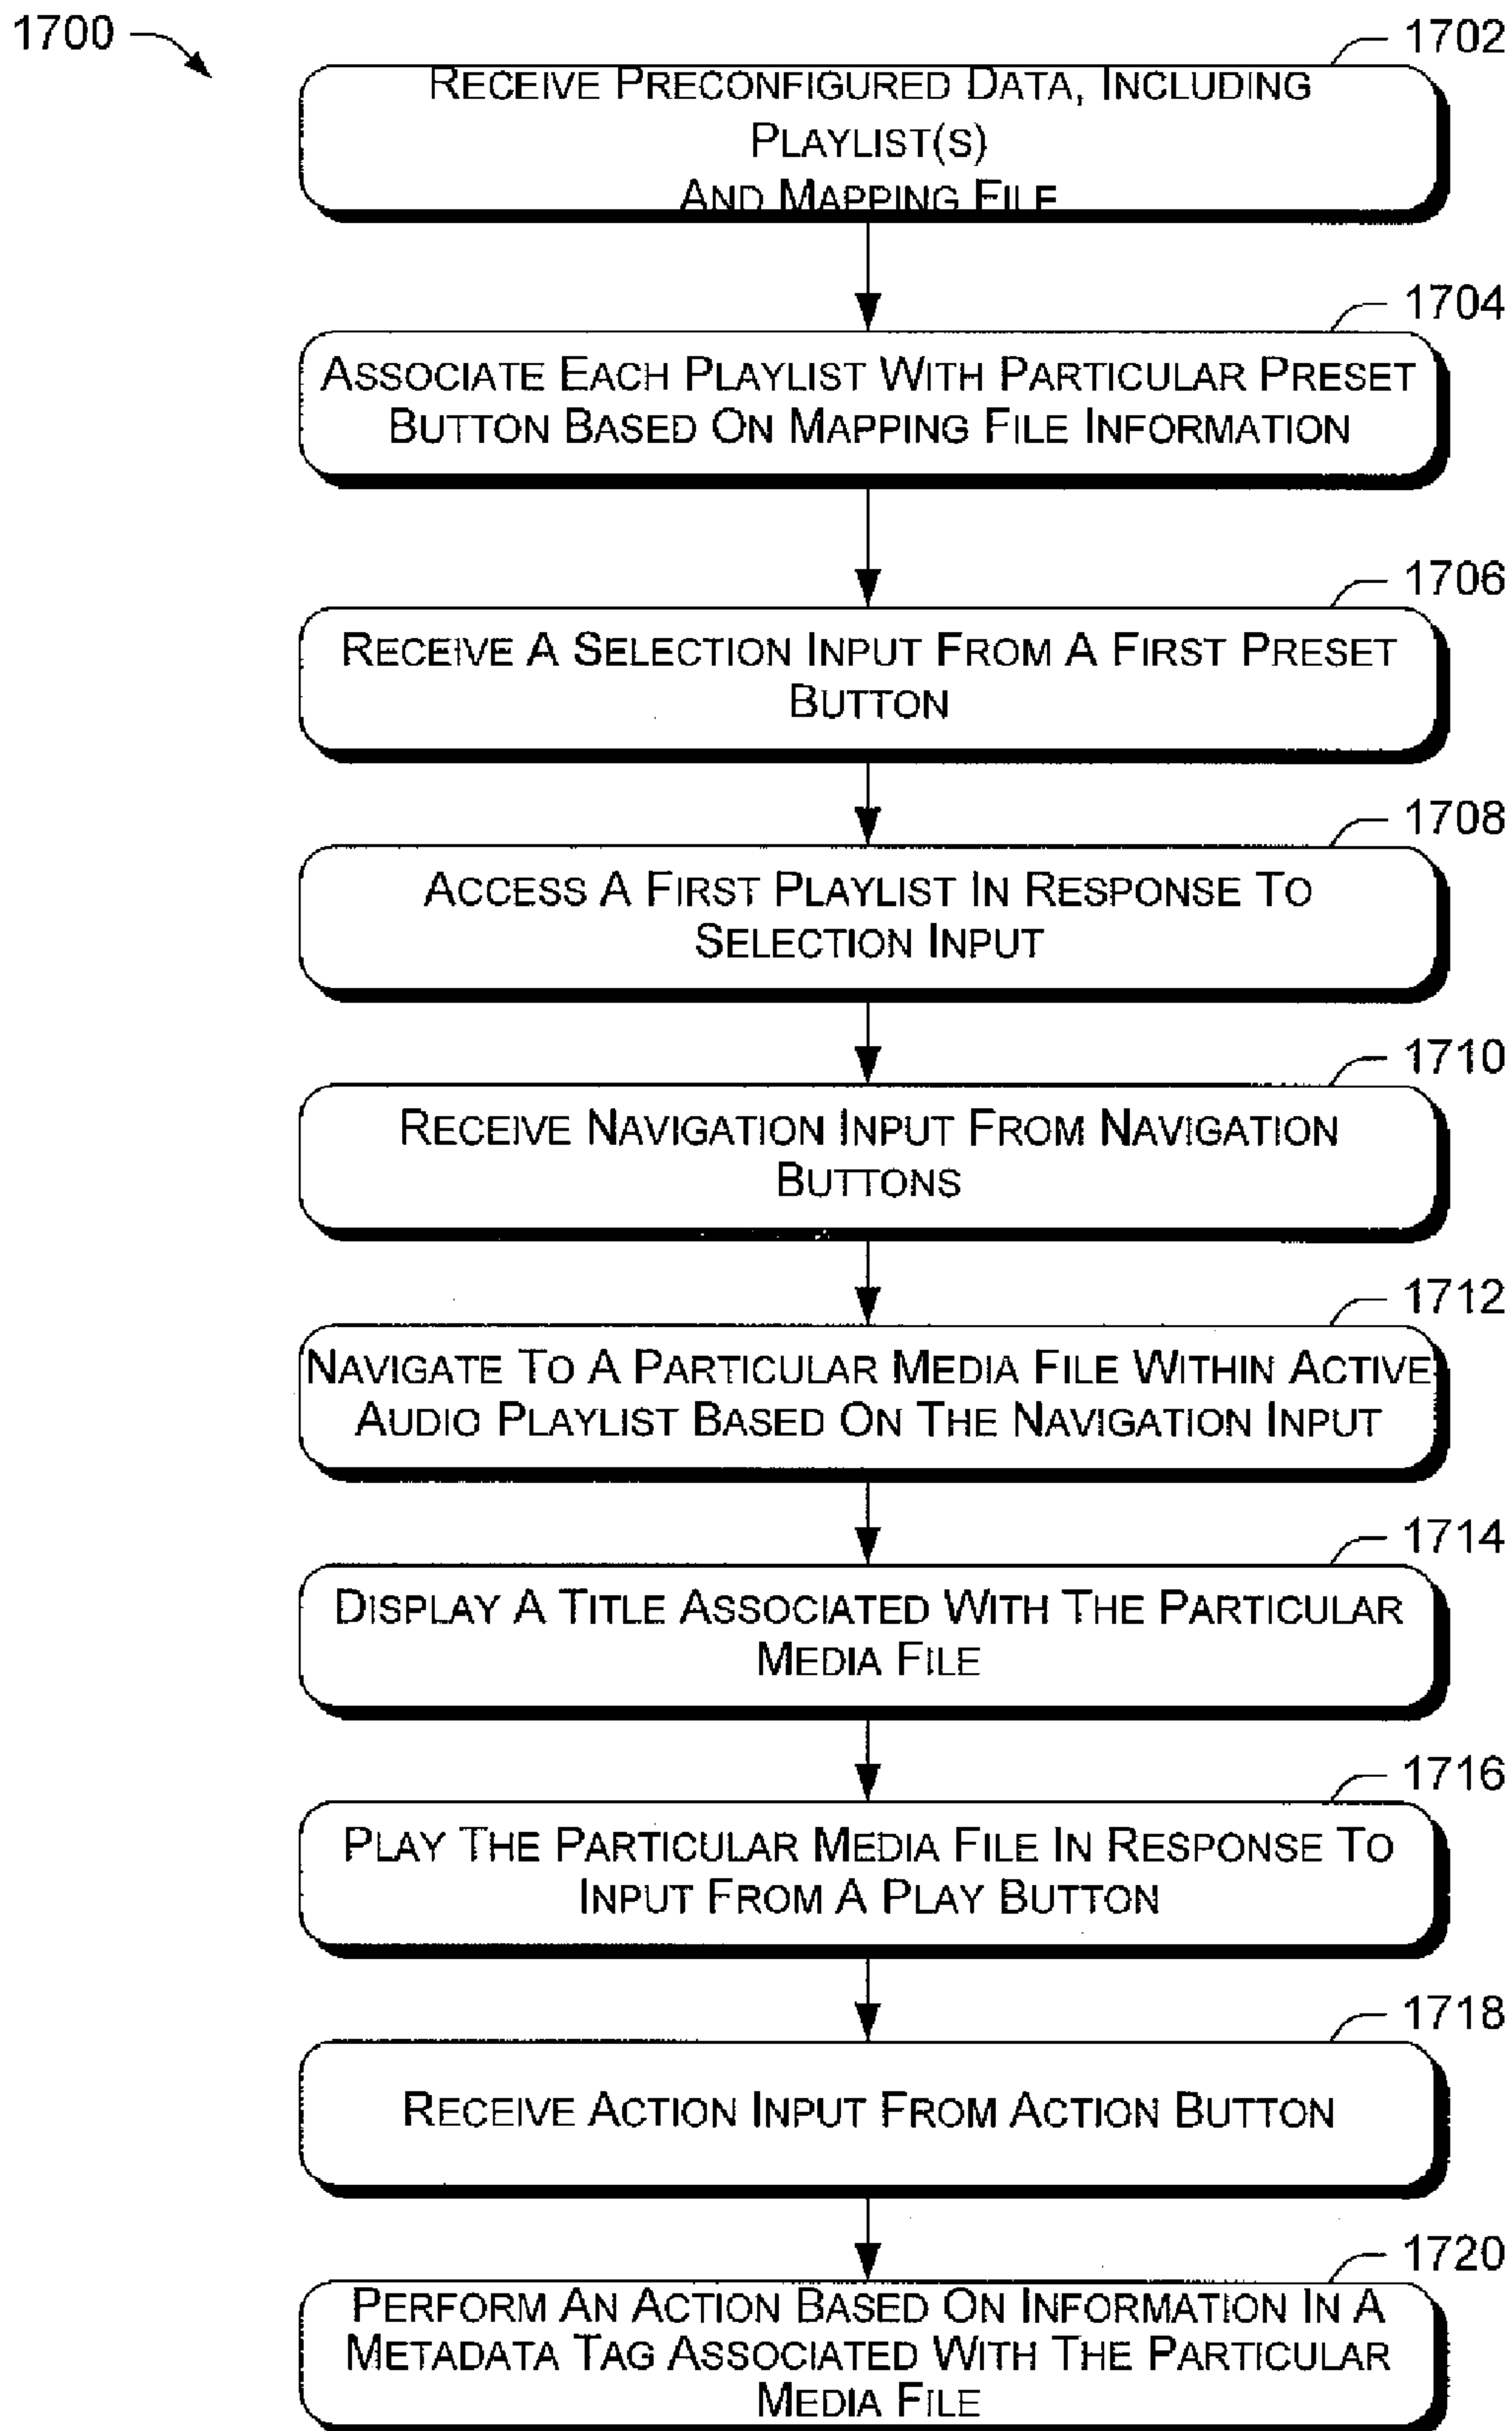 1700
1702
RECEIVE PRECONFIGURED DATA, INCLUDING
PLAYLIST(S)
AND MAPPING FILE
1704
ASSOCIATE EACH PLAYLIST WITH PARTICULAR PRESET
BUTTON BASED ON MAPPING FILE INFORMATION
1706
RECEIVE A SELECTION INPUT FROM A FIRST PRESET
BUTTON
1708
ACCESS A FIRST PLAYLIST IN RESPONSE TO
SELECTION INPUT
1710
RECEIVE NAVIGATION INPUT FROM NAVIGATION
BUTTONS
1712
NAVIGATE TO A PARTICULAR MEDIA FILE WITHIN ACTIVE
AUDIO PLAYLIST BASED ON THE NAVIGATION INPUT
1714
DISPLAY A TITLE ASSOCIATED WITH THE PARTICULAR
MEDIA FILE
1716
PLAY THE PARTICULAR MEDIA FILE IN RESPONSE TO
INPUT FROM A PLAY BUTTON
1718
RECEIVE ACTION INPUT FROM ACTION BUTTON
1720
PERFORM AN ACTION BASED ON INFORMATION IN A
METADATA TAG ASSOCIATED WITH THE PARTICULAR
MEDIA FILE